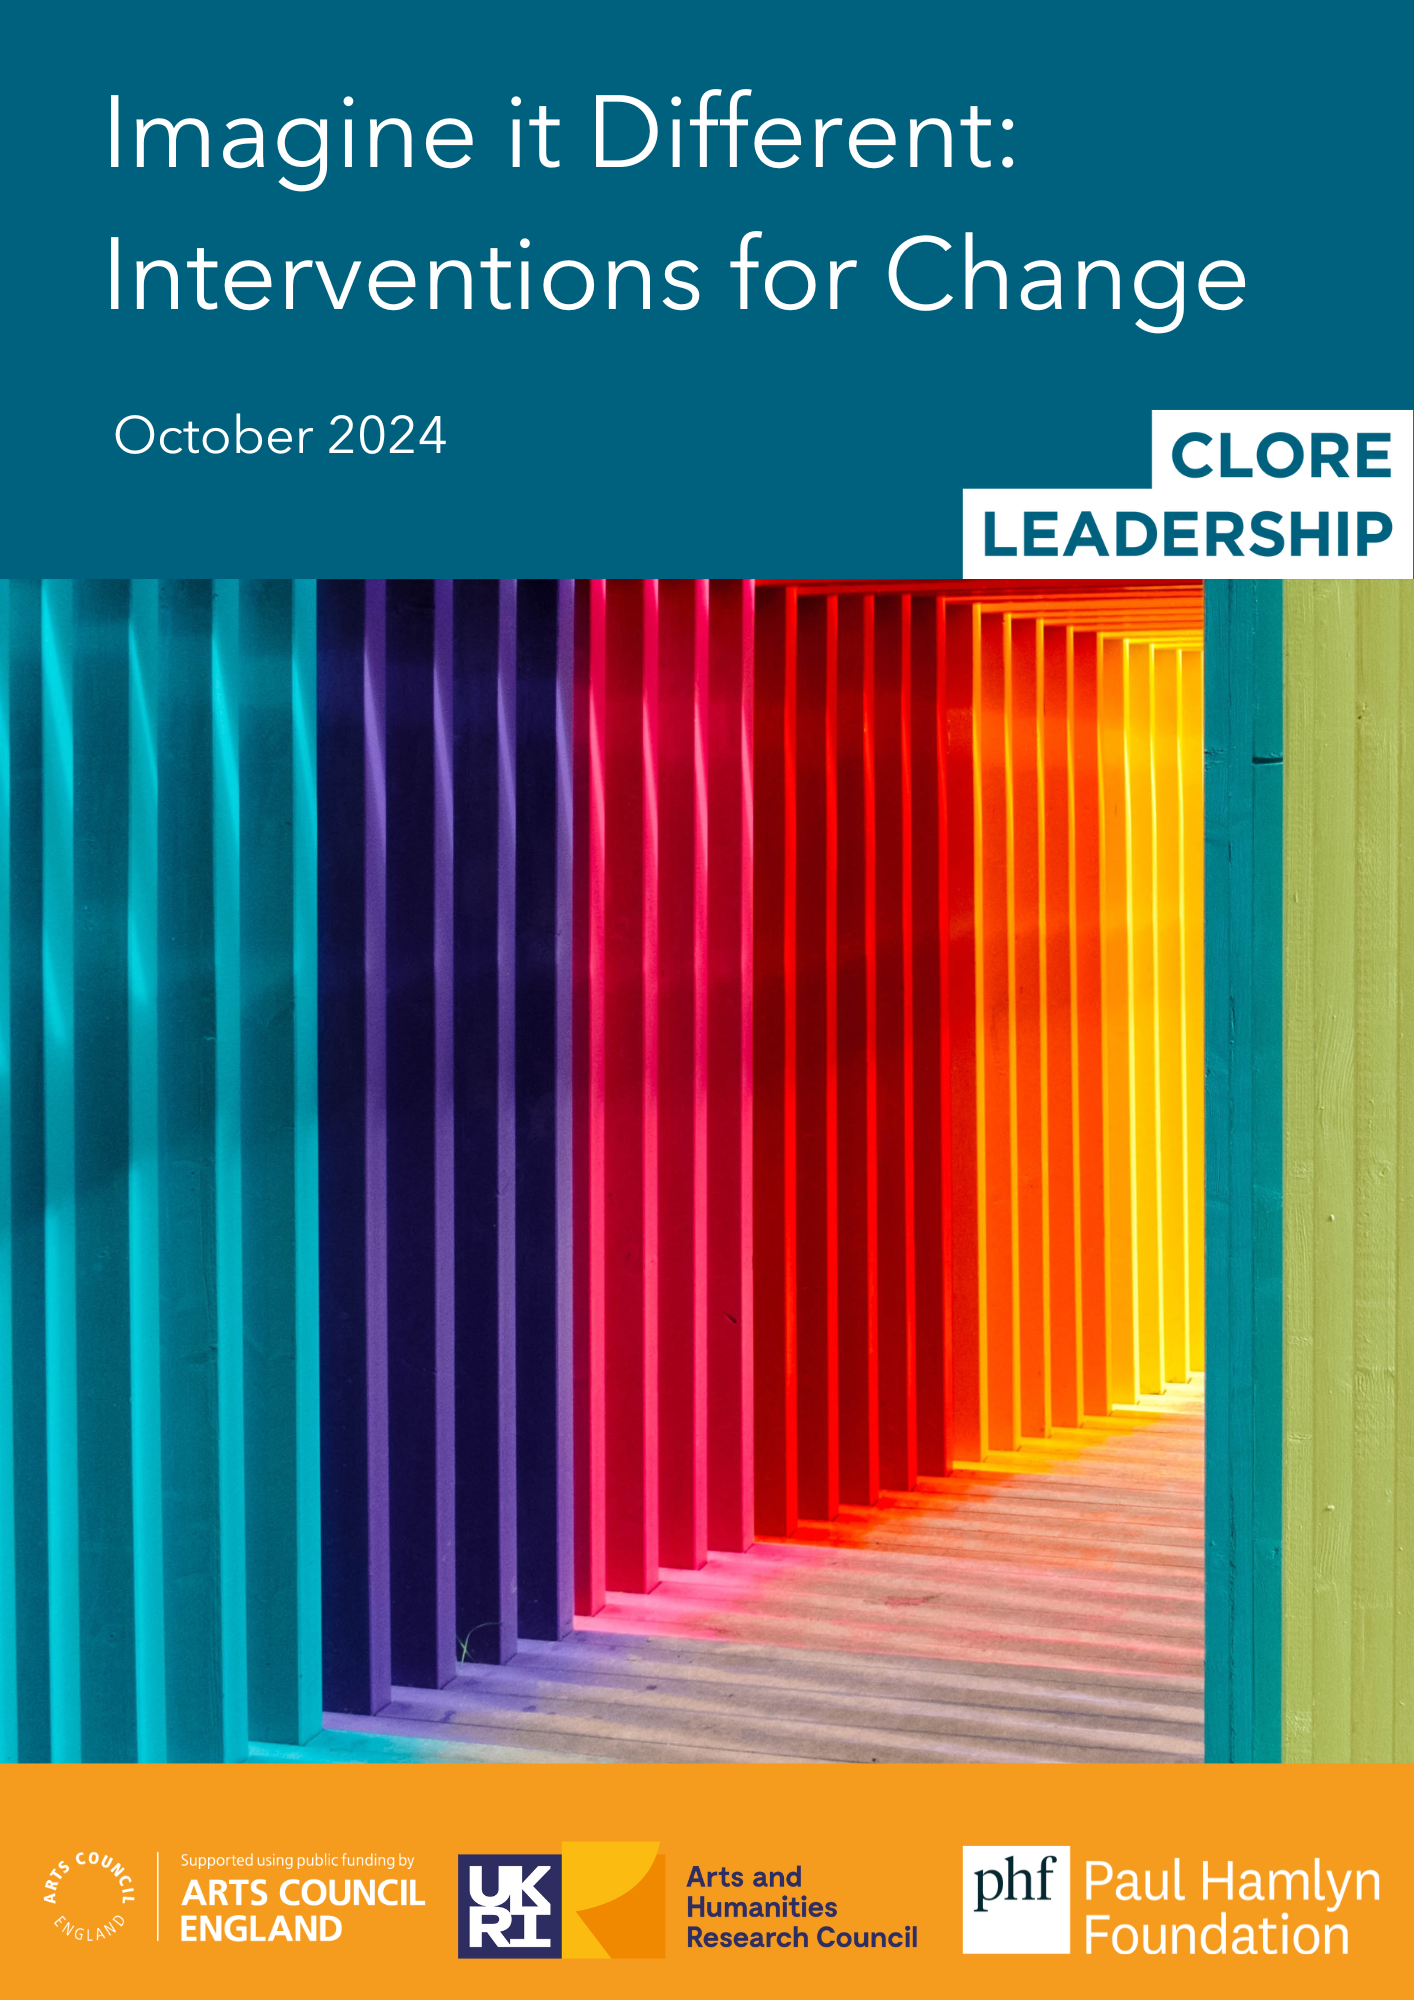 Imagine it Different:
Interventions for Change
October 2024
CLORE
LEADERSHIP
ARTS COUNCIL
ENGLAND
Supported using public funding by
ARTS COUNCIL
ENGLAND
UK
RI
Arts and
Humanities
Research Council
phf
Paul Hamlyn
Foundation